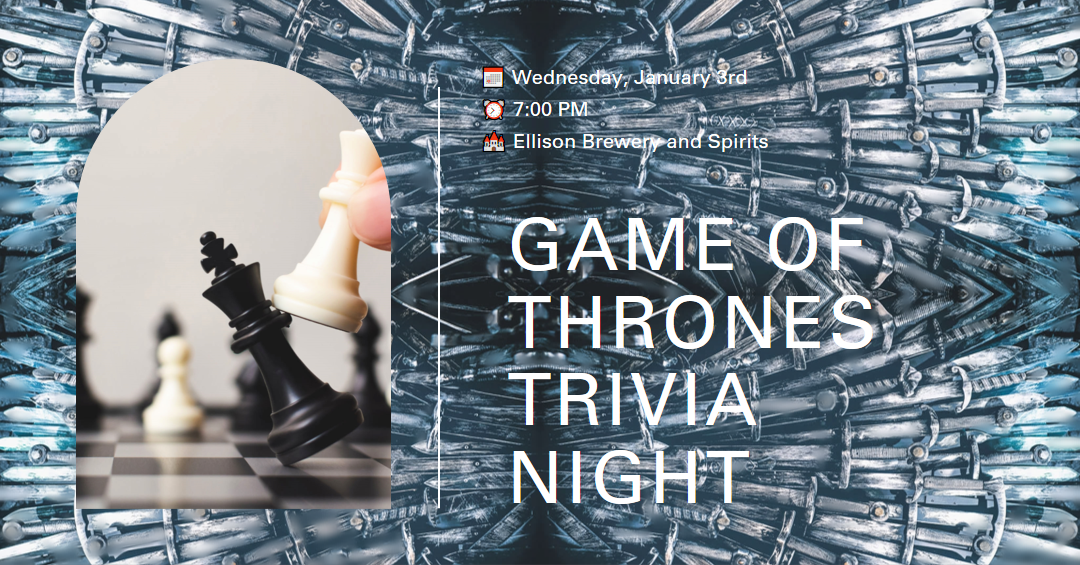 Wednesday, January 3rd
7:00 PM
Ellison Brewery and Spirits
GAME OF
THRONES
TRIVIA
NIGHT